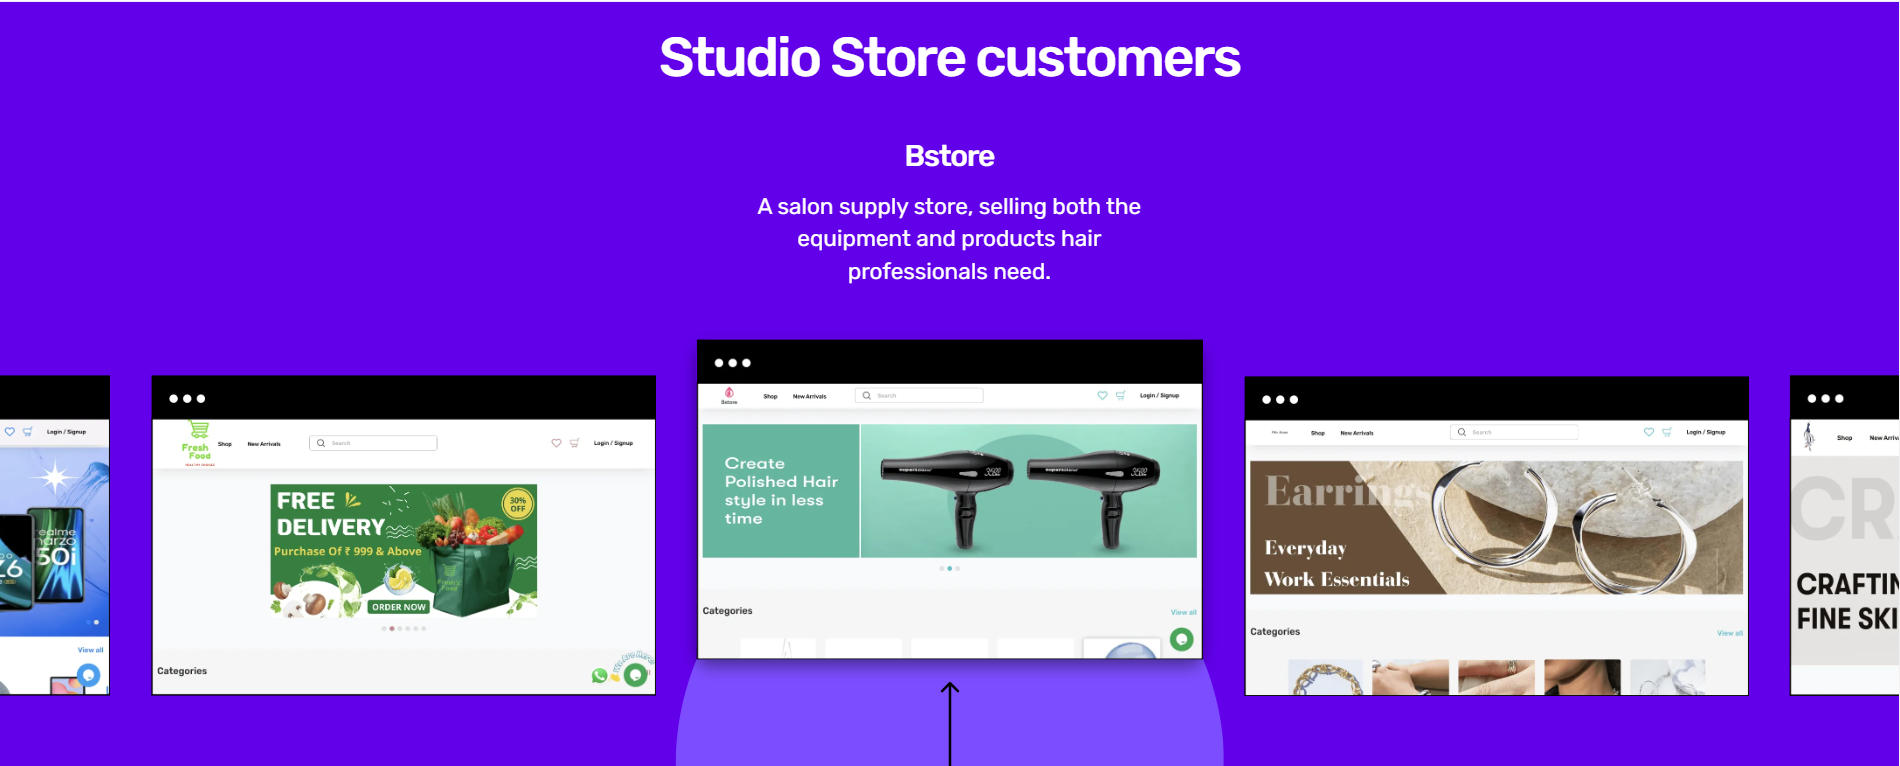 Studio Store customers
Bstore
A salon supply store, selling both the
equipment and products hair
professionals need.
Login / Signup
realme
narzo
50i
View all
Fresh
Food
HEALTHY CHOICE
Shop
New Arrivals
Search
Login / Signup
FREE
DELIVERY
30%
OFF
Purchase Of ₹ 999 & Above
ORDER NOW
Categories
Bstore
Shop
New Arrivals
Search
Login / Signup
Create
Polished Hair
style in less
time
Categories
View all
Shop
New Arrivals
Search
Login / Signup
Earrings
Everyday
Work Essentials
Categories
View all
Shop
New Arriv
CR
CRAFTIN
FINE SKI